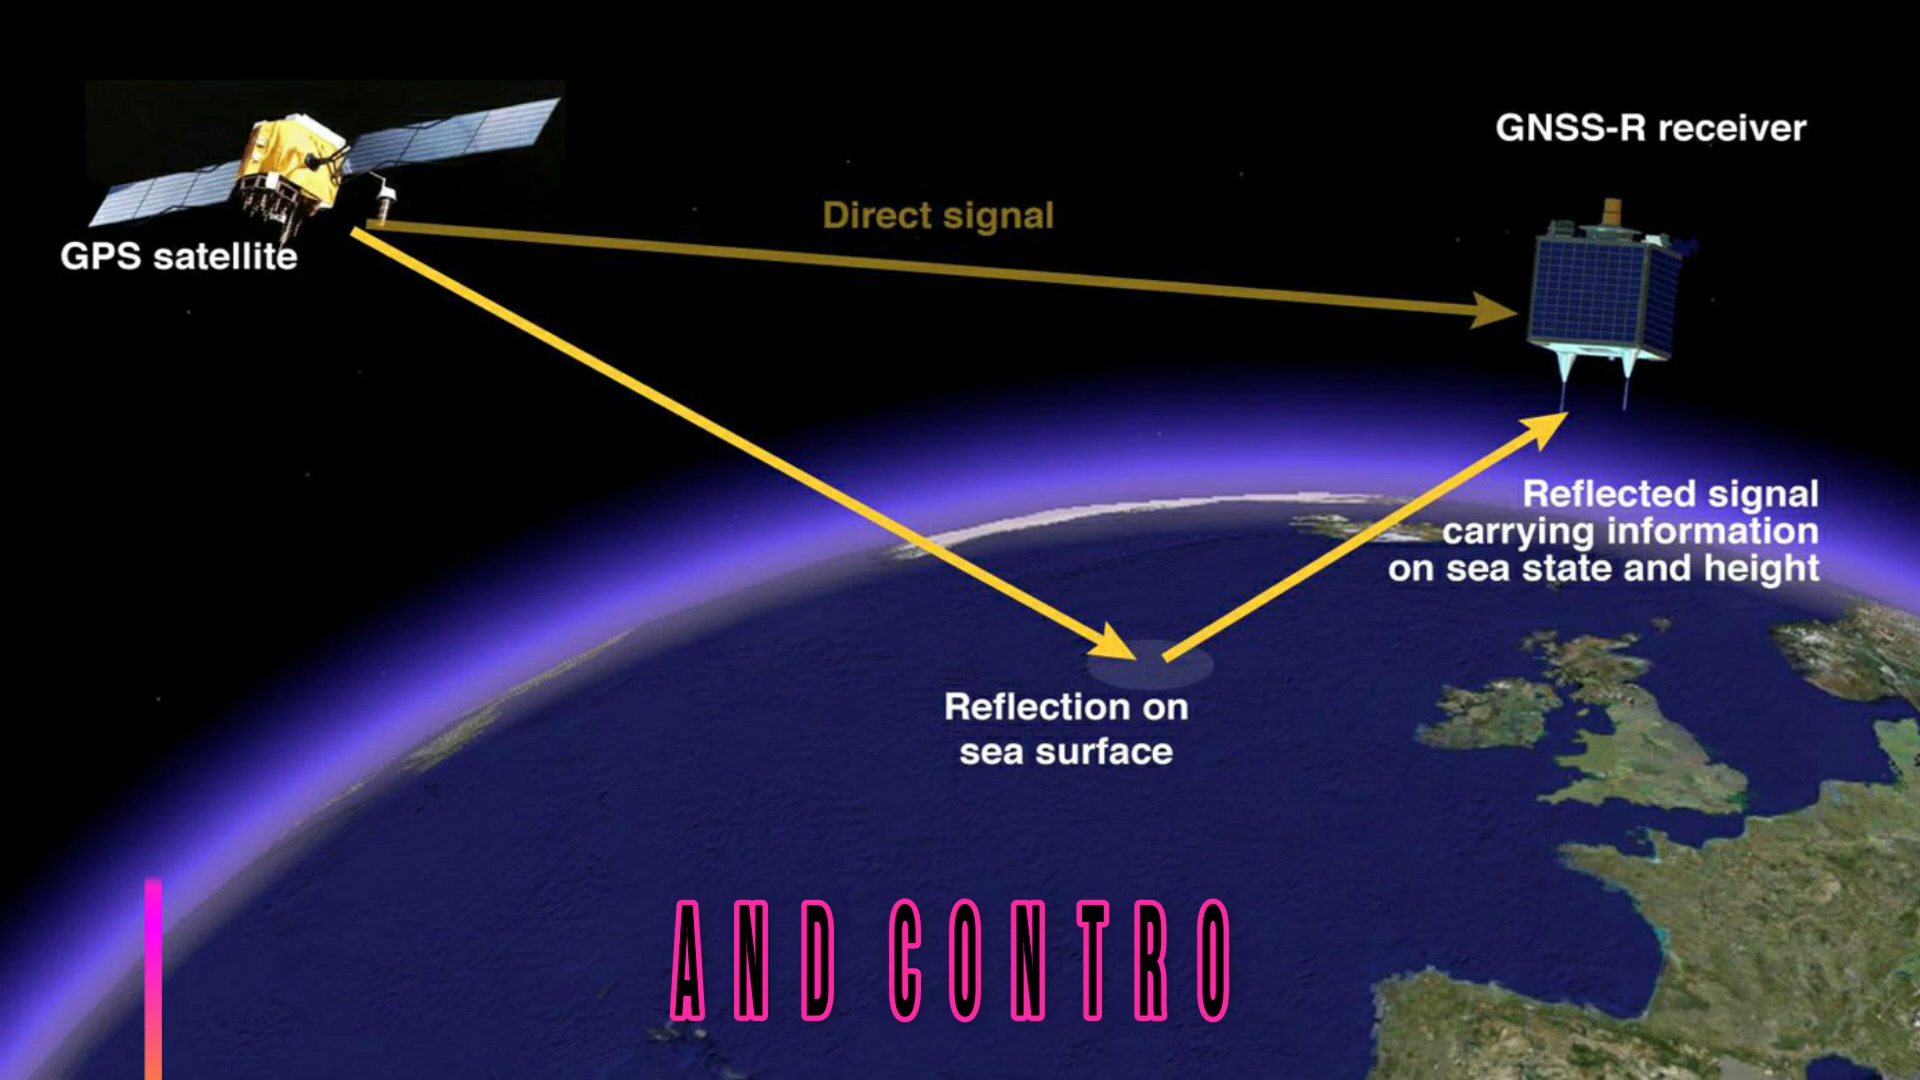 GNSS-R receiver
Direct signal
GPS satellite
Reflected signal
carrying information
on sea state and height
Reflection on
sea surface
AND CONTRO